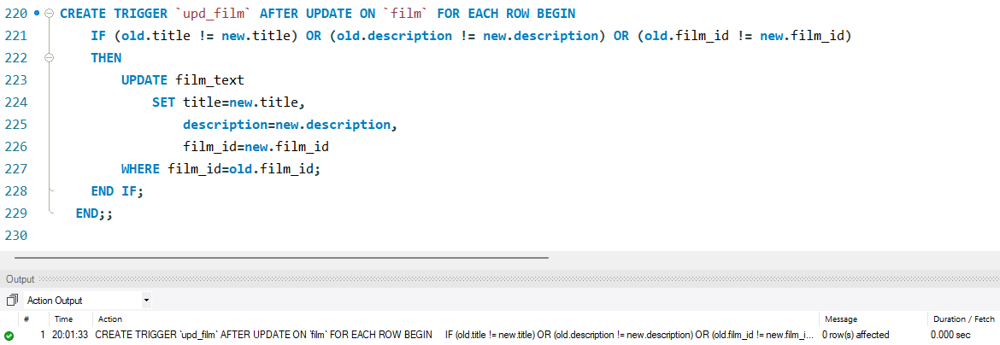 220 CREATE TRIGGER `upd_film` AFTER UPDATE ON `film` FOR EACH ROW BEGIN
221 IF (old.title != new.title) OR (old.description != new.description) OR (old.film_id != new.film_id)
222 THEN
223 UPDATE film_text
224 SET title=new.title,
225 description=new.description,
226 film_id=new.film_id
227 WHERE film_id=old.film_id;
228 END IF;
229 END;;
230
Output
Action Output
# Time Action Message Duration / Fetch
1 20:01:33 CREATE TRIGGER `upd_film` AFTER UPDATE ON `film` FOR EACH ROW BEGIN IF (old.title != new.title) OR (old.description != new.description) OR (old.film_id != new.film_i... 0 row(s) affected 0.000 sec